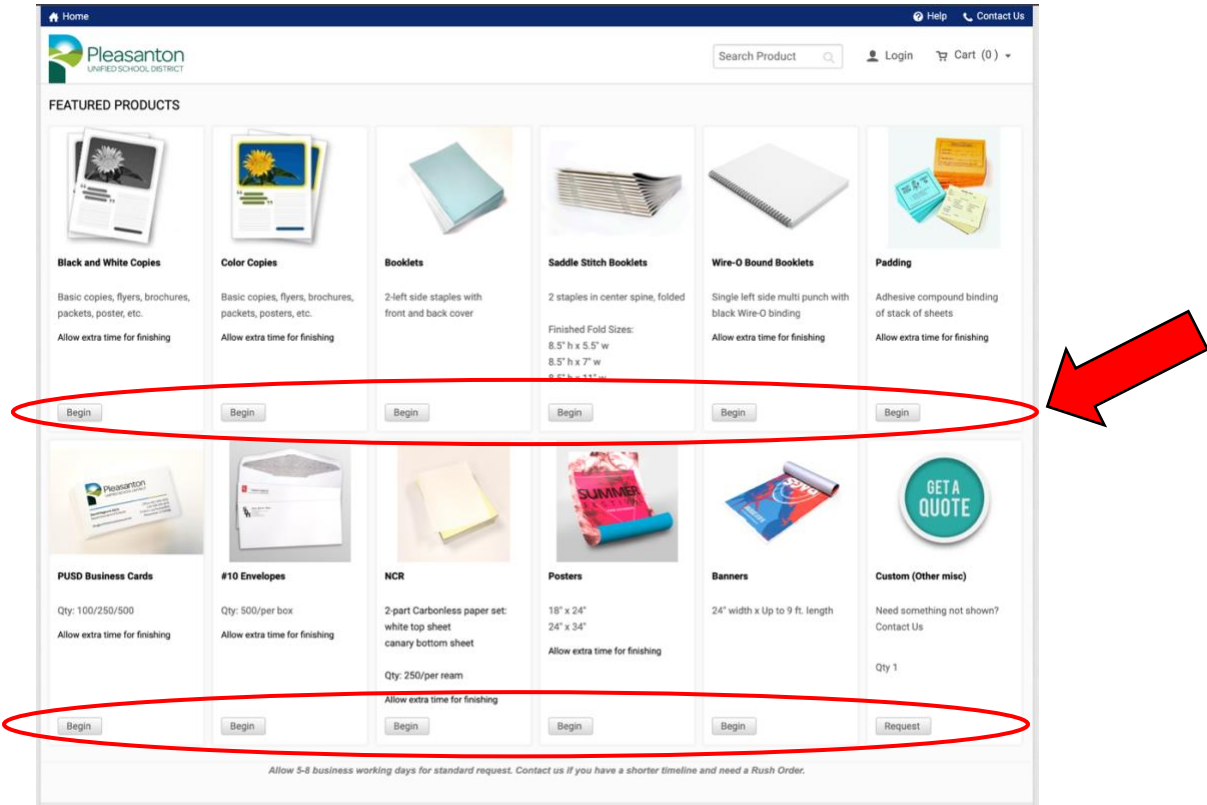 Home
Help Contact Us
Pleasanton
UNIFIED SCHOOL DISTRICT
Search Product
Login
Cart (0)
FEATURED PRODUCTS
Black and White Copies
Basic copies, flyers, brochures,
packets, poster, etc.
Allow extra time for finishing
Begin
Color Copies
Basic copies, flyers, brochures,
packets, posters, etc.
Allow extra time for finishing
Begin
Booklets
2-left side staples with
front and back cover
Begin
Saddle Stitch Booklets
2 staples in center spine, folded
Finished Fold Sizes:
8.5" h x 5.5" w
8.5" h x 7" w
8.5" h x 11" w
Begin
Wire-O Bound Booklets
Single left side multi punch with
black Wire-O binding
Allow extra time for finishing
Begin
Padding
Adhesive compound binding
of stack of sheets
Allow extra time for finishing
Begin
Pleasanton
PUSD Business Cards
Qty: 100/250/500
Allow extra time for finishing
Begin
#10 Envelopes
Qty: 500/per box
Allow extra time for finishing
Begin
NCR
2-part Carbonless paper set:
white top sheet
canary bottom sheet
Qty: 250/per ream
Allow extra time for finishing
Begin
SUMMER
Posters
18" x 24"
24" x 34"
Allow extra time for finishing
Begin
Banners
24" width x Up to 9 ft. length
Begin
GET A
QUOTE
Custom (Other misc)
Need something not shown?
Contact Us
Qty 1
Request
Allow 5-8 business working days for standard request. Contact us if you have a shorter timeline and need a Rush Order.